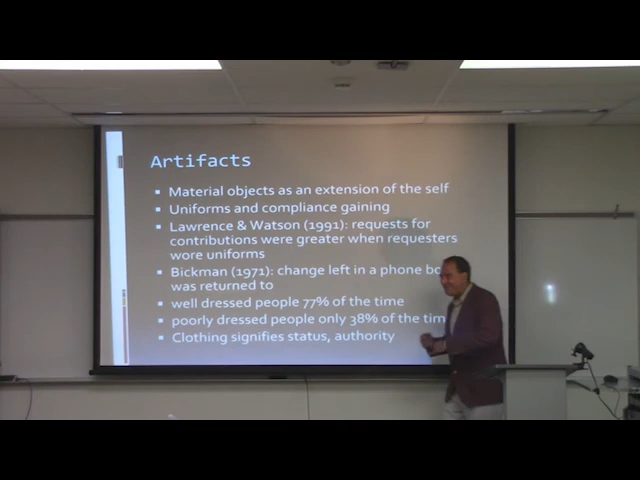 Artifacts
▪ Material objects as an extension of the self
▪ Uniforms and compliance gaining
▪ Lawrence & Watson (1991): requests for
contributions were greater when requesters
wore uniforms
▪ Bickman (1971): change left in a phone
was returned to
▪ well dressed people 77% of the time
▪ poorly dressed people only 38% of the
▪ Clothing signifies status, authority